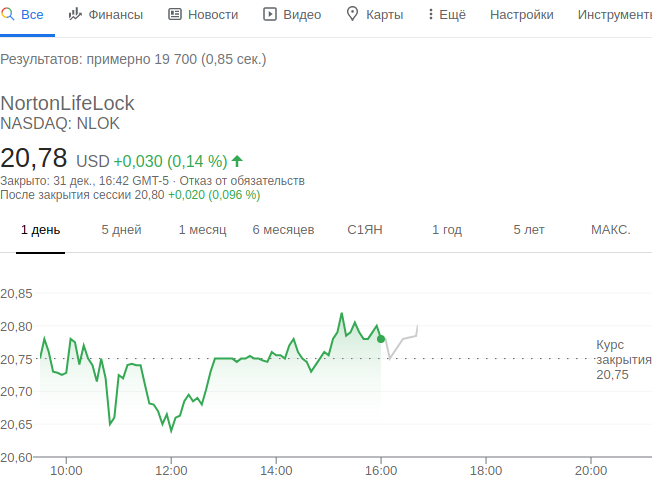 Все Финансы Новости Видео Карты Ещё Настройки Инструменты
Результатов: примерно 19 700 (0,85 сек.)
NortonLifeLock
NASDAQ: NLOK
20,78 USD +0,030 (0,14 %)
Закрыто: 31 дек., 16:42 GMT-5 · Отказ от обязательств
После закрытия сессии 20,80 +0,020 (0,096 %)
1 день 5 дней 1 месяц 6 месяцев С1ЯН 1 год 5 лет МАКС.
20,85
20,80
20,75
20,70
20,65
20,60
Курс
закрытия
20,75
10:00 12:00 14:00 16:00 18:00 20:00